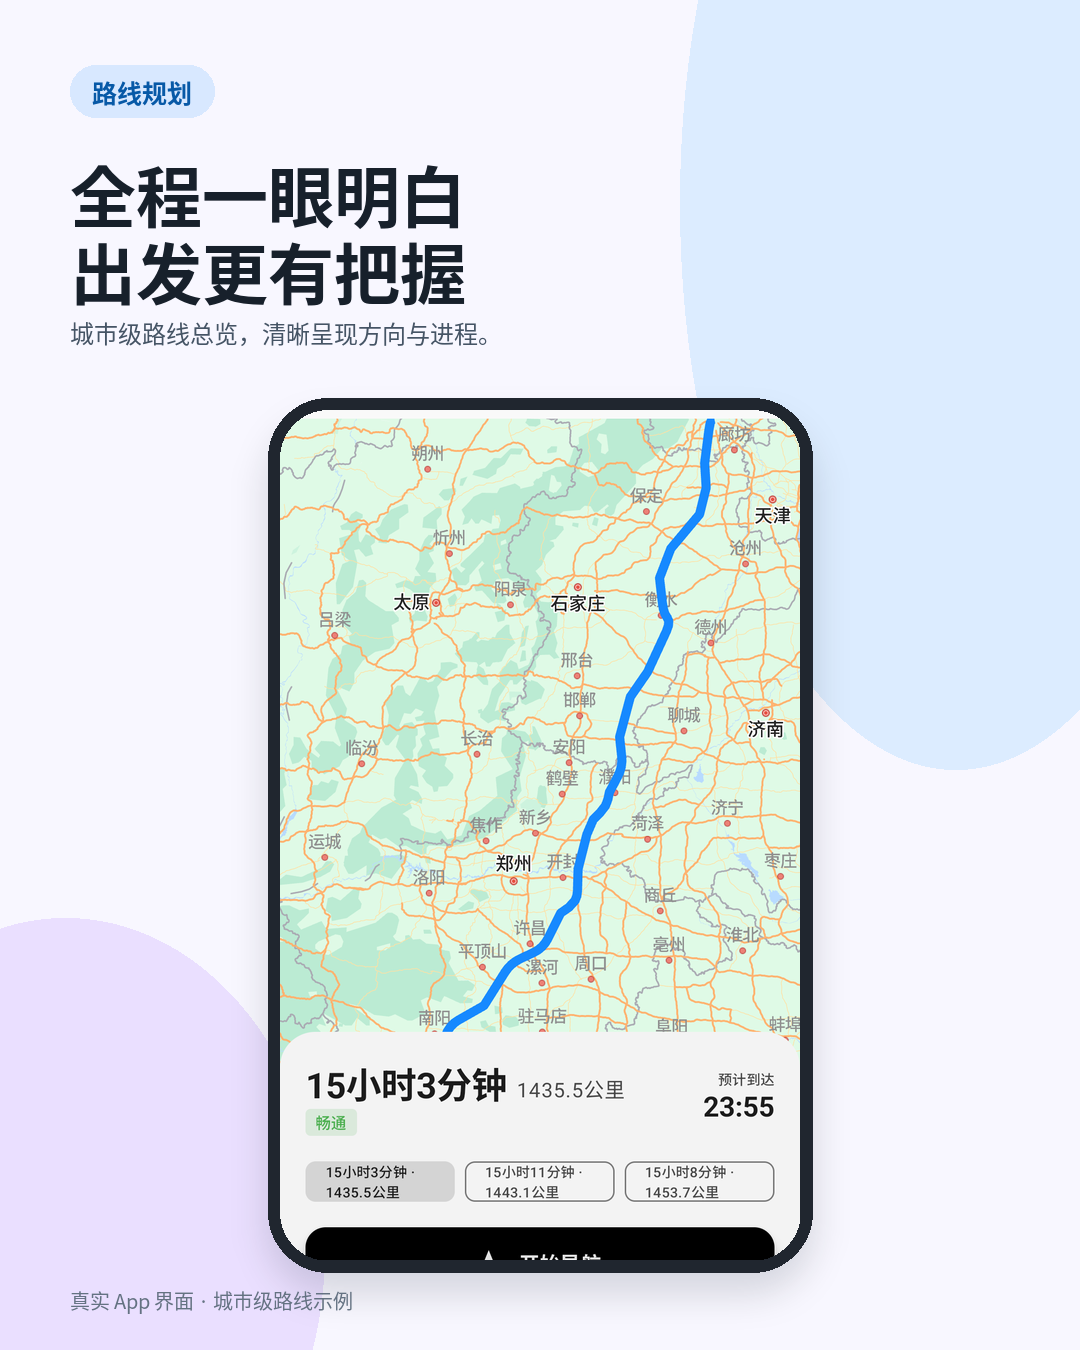 路线规划
全程一眼明白
出发更有把握
城市级路线总览，清晰呈现方向与进程。
廊坊
朔州
保定
天津
忻州
沧州
阳泉
太原
石家庄
衡水
吕梁
德州
邢台
邯郸
聊城
济南
长治
临汾
安阳
鹤壁
濮阳
济宁
新乡
焦作
菏泽
运城
郑州
开封
枣庄
洛阳
商丘
许昌
淮北
亳州
平顶山
漯河
周口
南阳
驻马店
阜阳
蚌埠
15小时3分钟 1435.5公里
预计到达
23:55
畅通
15小时3分钟 ·
1435.5公里
15小时11分钟 ·
1443.1公里
15小时8分钟 ·
1453.7公里
开始导航
真实 App 界面 · 城市级路线示例